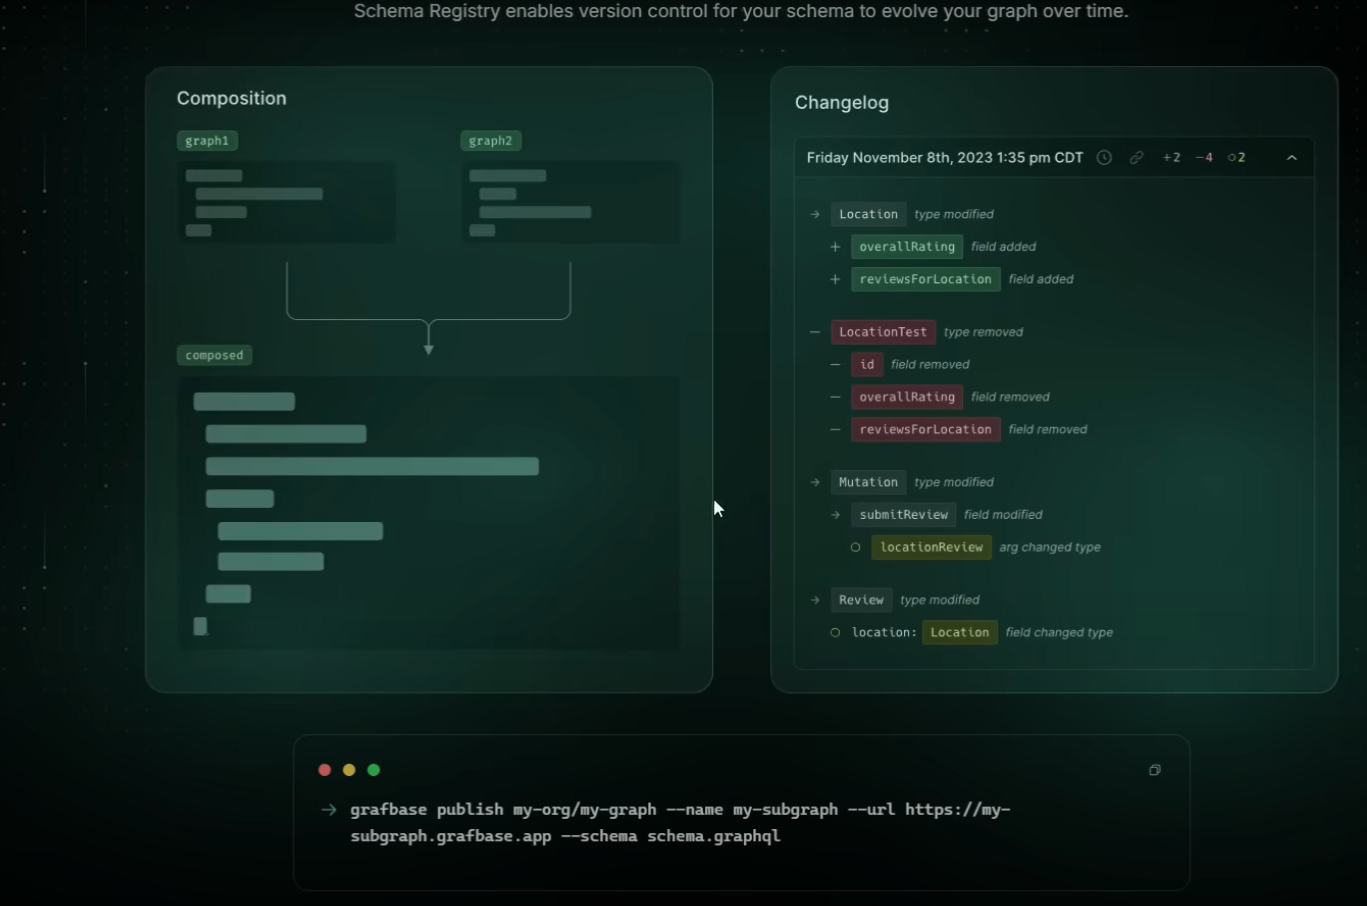 Schema Registry enables version control for your schema to evolve your graph over time.
Composition
graph1
graph2
composed
Changelog
Friday November 8th, 2023 1:35 pm CDT +2 −4 ○2
→ Location type modified
+ overallRating field added
+ reviewsForLocation field added
— LocationTest type removed
— id field removed
— overallRating field removed
— reviewsForLocation field removed
→ Mutation type modified
→ submitReview field modified
○ locationReview arg changed type
→ Review type modified
○ location: Location field changed type
→ grafbase publish my-org/my-graph --name my-subgraph --url https://my-
subgraph.grafbase.app --schema schema.graphql